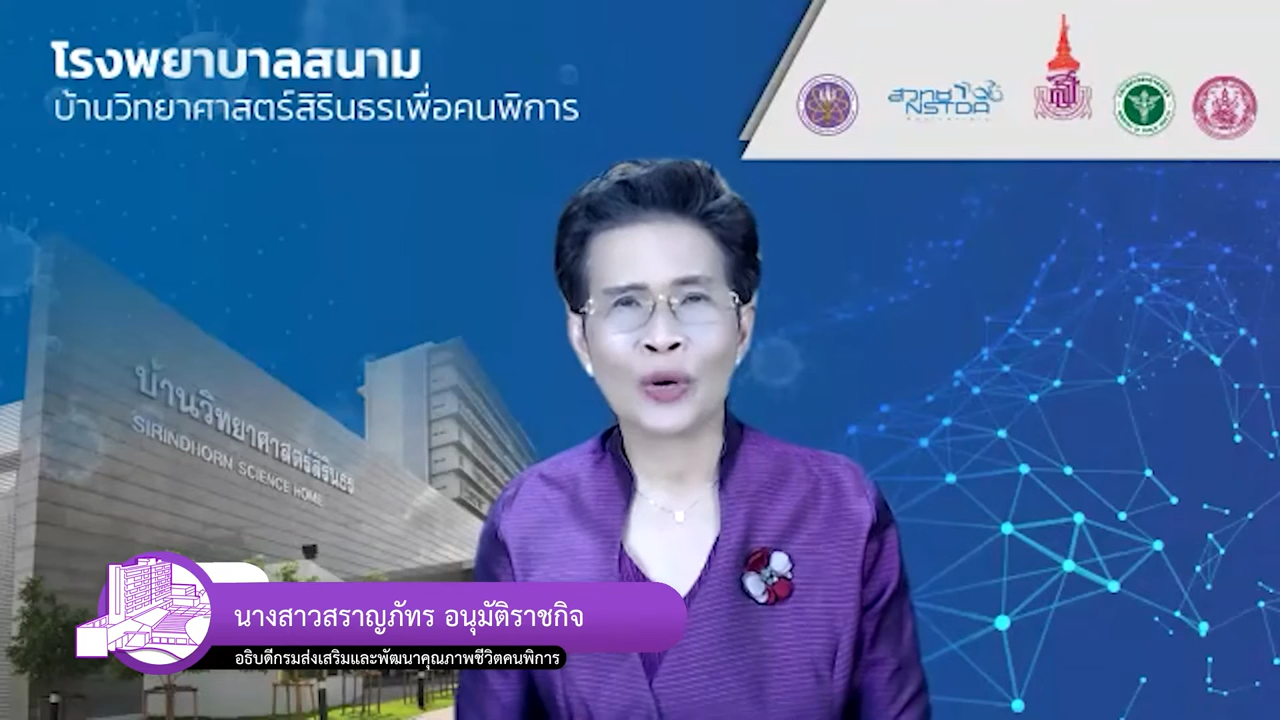 โรงพยาบาลสนาม
บ้านวิทยาศาสตร์สิรินธรเพื่อคนพิการ
สวทช
NSTDA
บ้านวิทยาศาสตร์สิรินธร
SIRINDHORN SCIENCE HOME
นางสาวสราญภัทร อนุมัติราชกิจ
อธิบดีกรมส่งเสริมและพัฒนาคุณภาพชีวิตคนพิการ